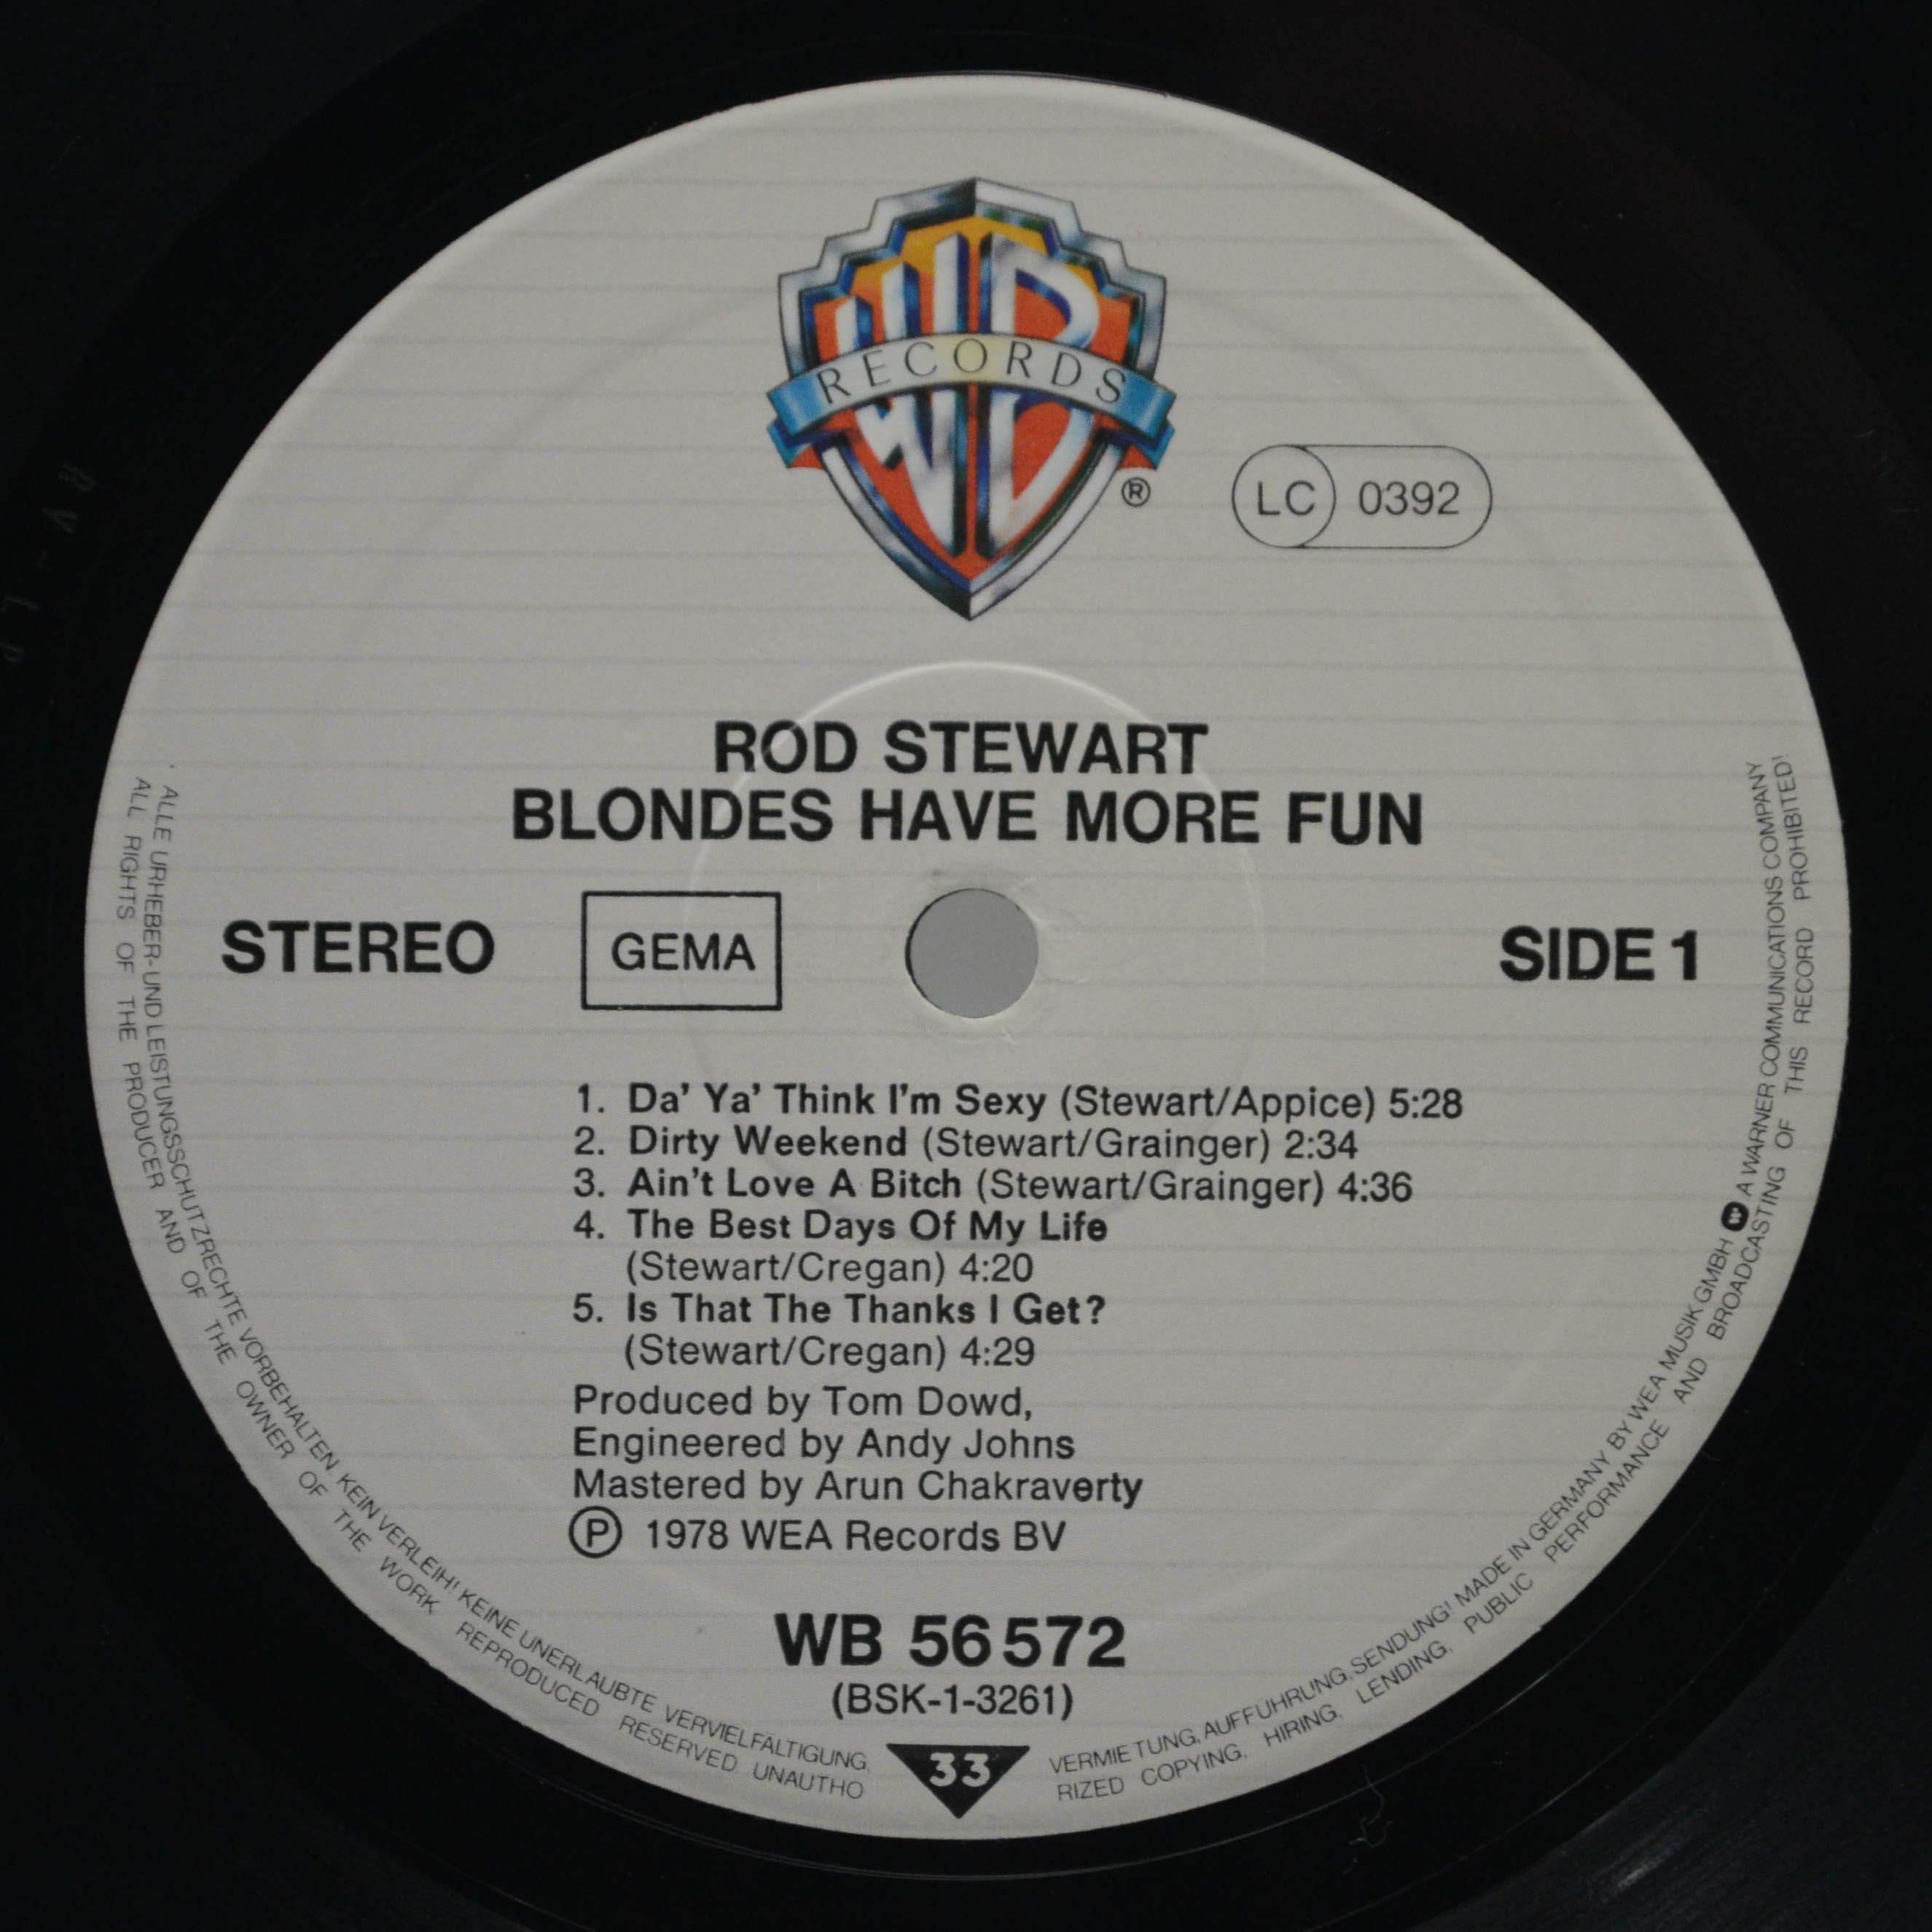 WB
RECORDS
®
LC 0392
ROD STEWART
BLONDES HAVE MORE FUN
STEREO
GEMA
SIDE 1
1. Da' Ya' Think I'm Sexy (Stewart/Appice) 5:28
2. Dirty Weekend (Stewart/Grainger) 2:34
3. Ain't Love A Bitch (Stewart/Grainger) 4:36
4. The Best Days Of My Life
(Stewart/Cregan) 4:20
5. Is That The Thanks I Get?
(Stewart/Cregan) 4:29
Produced by Tom Dowd,
Engineered by Andy Johns
Mastered by Arun Chakraverty
Ⓟ 1978 WEA Records BV
WB 56 572
(BSK-1-3261)
33
ALLE URHEBER- UND LEISTUNGSSCHUTZRECHTE VORBEHALTEN KEIN VERLEIH! KEINE UNERLAUBTE VERVIELFÄLTIGUNG, VERMIETUNG, AUFFÜHRUNG, SENDUNG! MADE IN GERMANY BY WEA MUSIK GMBH A WARNER COMMUNICATIONS COMPANY
ALL RIGHTS OF THE PRODUCER AND OF THE OWNER OF THE WORK REPRODUCED RESERVED UNAUTHO RIZED COPYING, HIRING, LENDING, PUBLIC PERFORMANCE AND BROADCASTING OF THIS RECORD PROHIBITED!